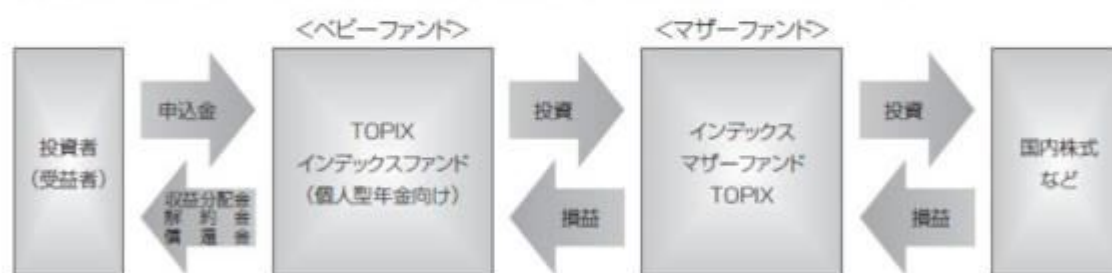 ＜ベビーファンド＞
＜マザーファンド＞
投資者
（受益者）
申込金
収益分配金
解約金
償還金
TOPIX
インデックスファンド
（個人型年金向け）
投資
損益
インデックス
マザーファンド
TOPIX
投資
損益
国内株式
など